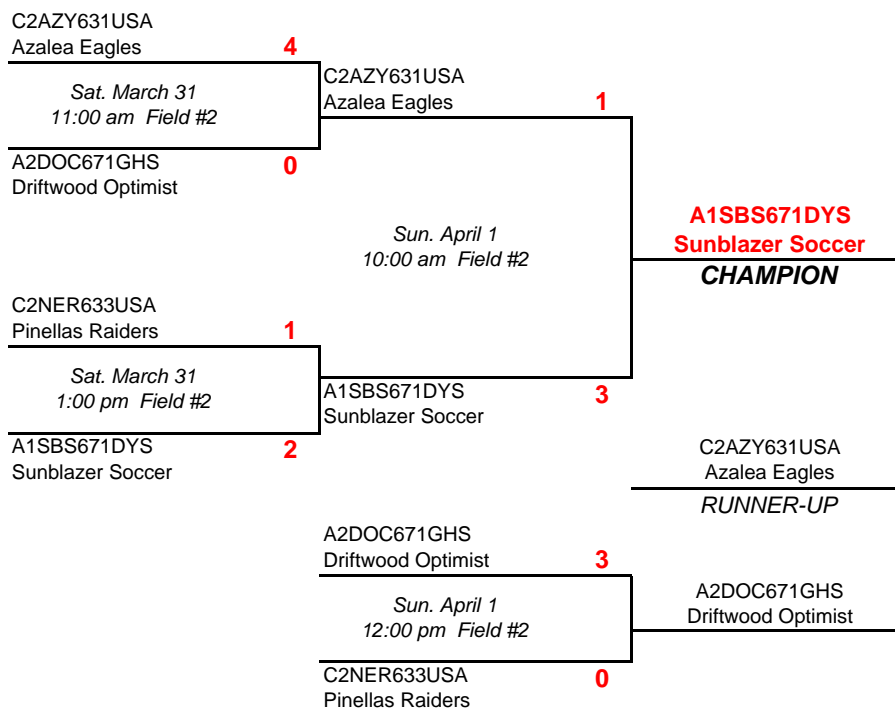 C2AZY631USA
Azalea Eagles
4
Sat. March 31
11:00 am Field #2
A2DOC671GHS
Driftwood Optimist
0
C2AZY631USA
Azalea Eagles
1
Sun. April 1
10:00 am Field #2
A1SBS671DYS
Sunblazer Soccer
CHAMPION
C2NER633USA
Pinellas Raiders
1
Sat. March 31
1:00 pm Field #2
A1SBS671DYS
Sunblazer Soccer
2
A1SBS671DYS
Sunblazer Soccer
3
C2AZY631USA
Azalea Eagles
RUNNER-UP
A2DOC671GHS
Driftwood Optimist
3
Sun. April 1
12:00 pm Field #2
C2NER633USA
Pinellas Raiders
0
A2DOC671GHS
Driftwood Optimist